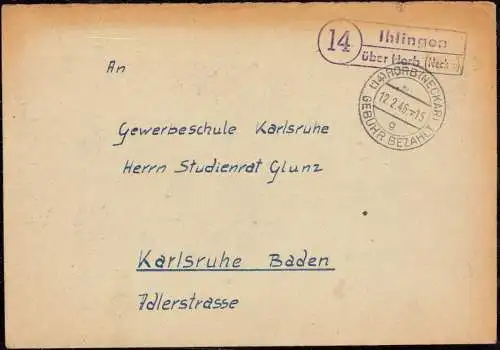 14
Ihlingen
über Horb (Neckar)
(14) HORB (NECKAR)
12.2.46.-15
g
GEBÜHR BEZAHLT
An
Gewerbeschule Karlsruhe
Herrn Studienrat Glunz
Karlsruhe Baden
Adlerstrasse